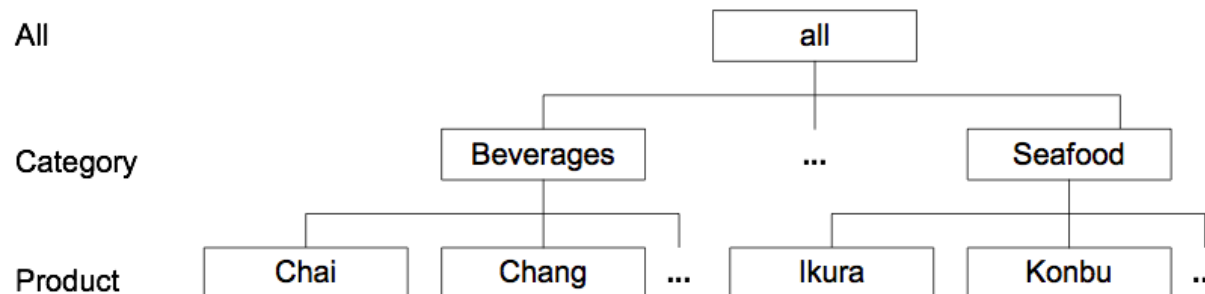 All all
Category Beverages ... Seafood
Product Chai Chang ... Ikura Konbu ..